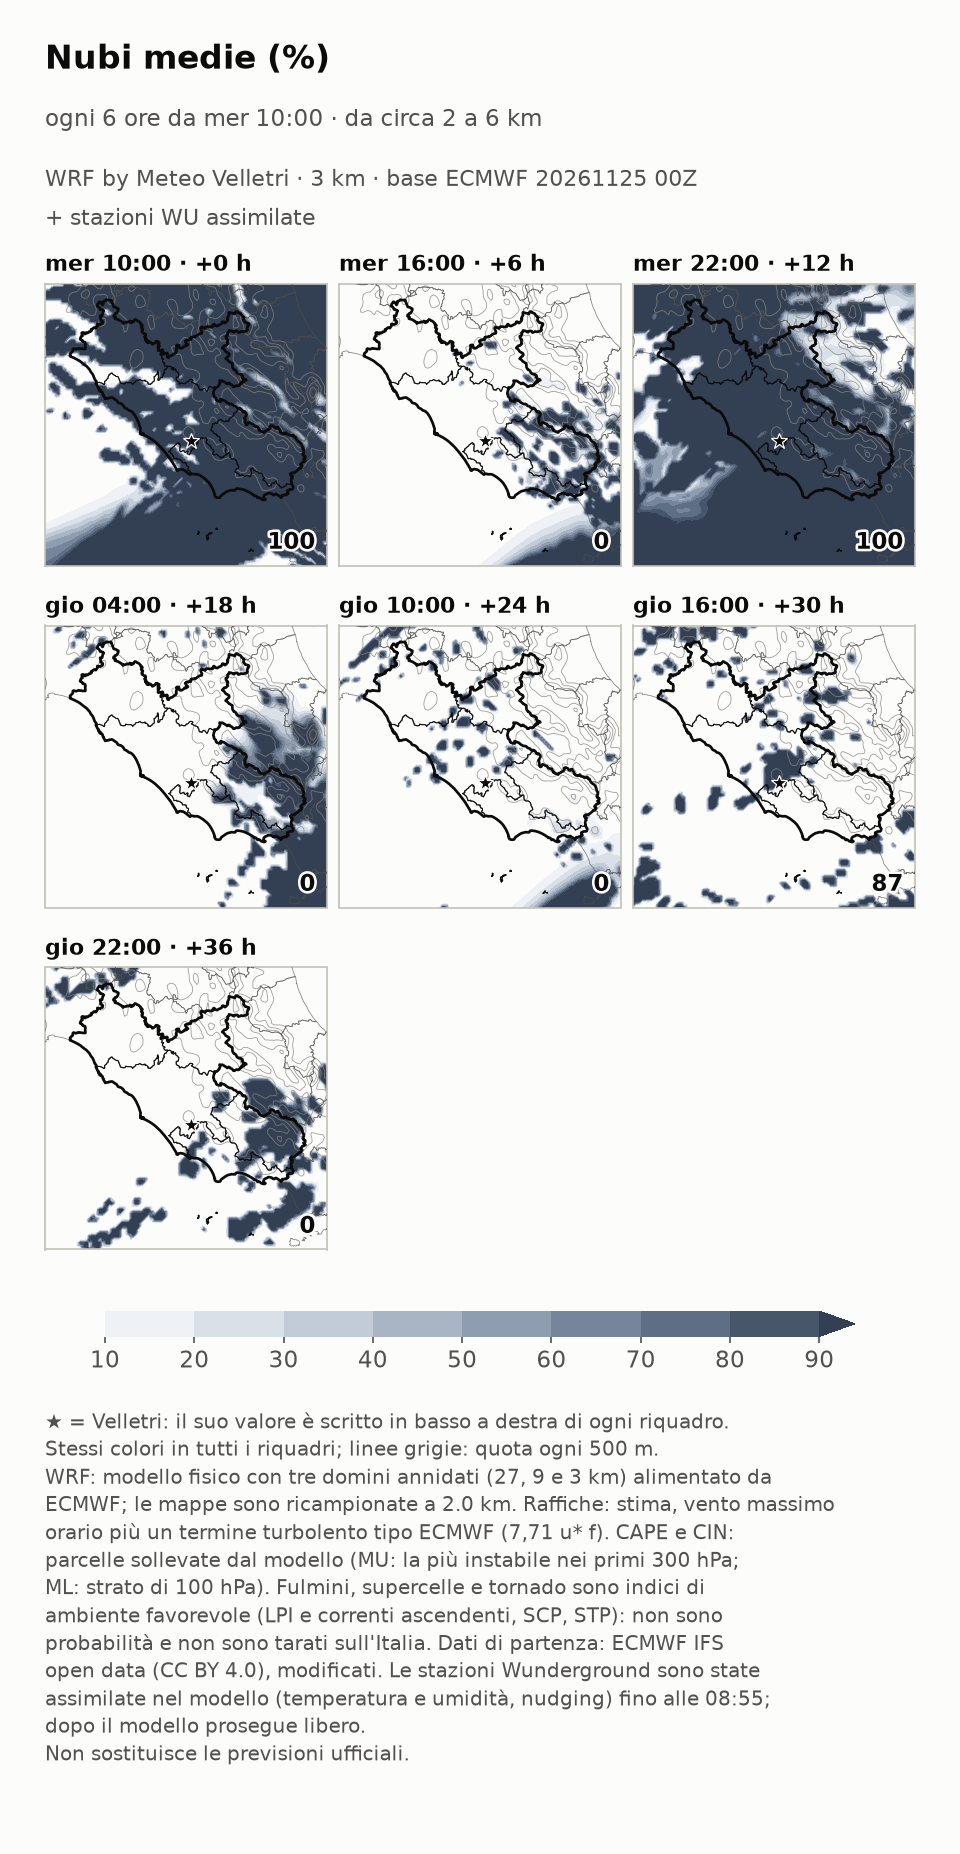 Nubi medie (%)
ogni 6 ore da mer 10:00 · da circa 2 a 6 km
WRF by Meteo Velletri · 3 km · base ECMWF 20261125 00Z
+ stazioni WU assimilate
mer 10:00 · +0 h
mer 16:00 · +6 h
mer 22:00 · +12 h
100
0
100
gio 04:00 · +18 h
gio 10:00 · +24 h
gio 16:00 · +30 h
0
0
87
gio 22:00 · +36 h
0
10 20 30 40 50 60 70 80 90
★ = Velletri: il suo valore è scritto in basso a destra di ogni riquadro.
Stessi colori in tutti i riquadri; linee grigie: quota ogni 500 m.
WRF: modello fisico con tre domini annidati (27, 9 e 3 km) alimentato da
ECMWF; le mappe sono ricampionate a 2.0 km. Raffiche: stima, vento massimo
orario più un termine turbolento tipo ECMWF (7,71 u* f). CAPE e CIN:
parcelle sollevate dal modello (MU: la più instabile nei primi 300 hPa;
ML: strato di 100 hPa). Fulmini, supercelle e tornado sono indici di
ambiente favorevole (LPI e correnti ascendenti, SCP, STP): non sono
probabilità e non sono tarati sull'Italia. Dati di partenza: ECMWF IFS
open data (CC BY 4.0), modificati. Le stazioni Wunderground sono state
assimilate nel modello (temperatura e umidità, nudging) fino alle 08:55;
dopo il modello prosegue libero.
Non sostituisce le previsioni ufficiali.